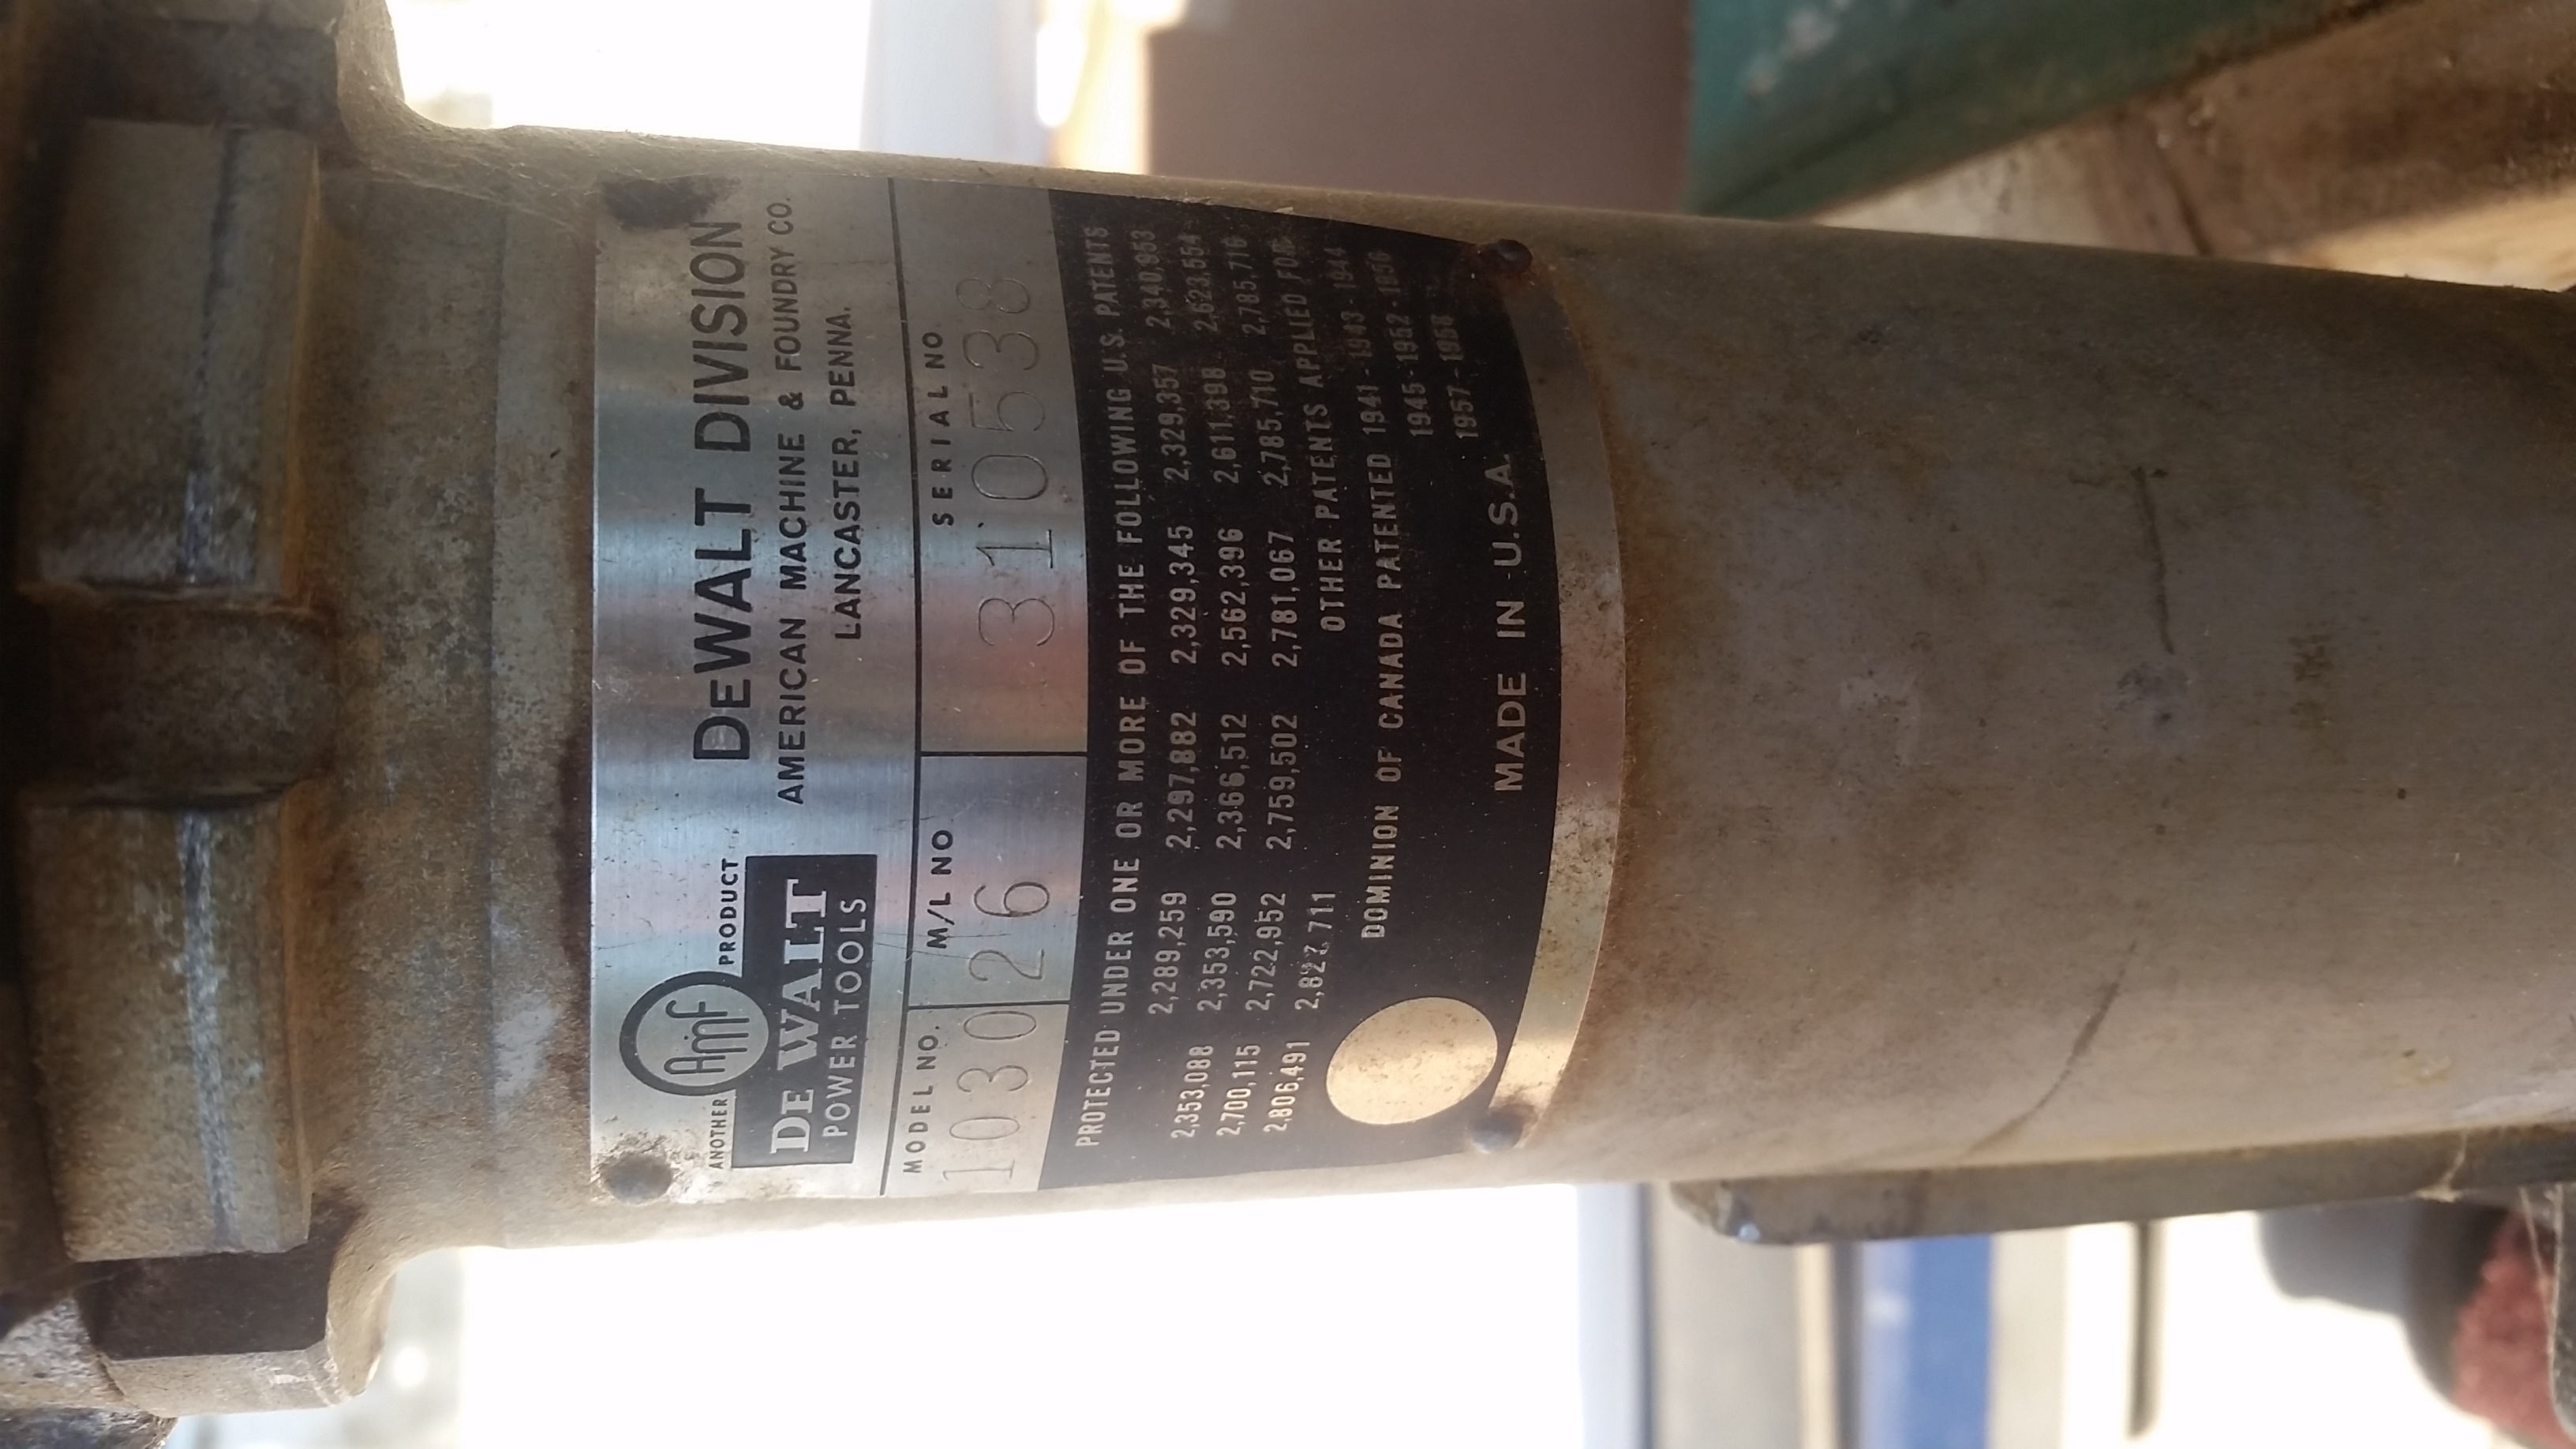 ANOTHER AMF PRODUCT
DE WALT
POWER TOOLS
DEWALT DIVISION
AMERICAN MACHINE & FOUNDRY CO.
LANCASTER, PENNA.
MODEL NO. M/L NO SERIAL NO.
1030 26 310538
PROTECTED UNDER ONE OR MORE OF THE FOLLOWING U.S. PATENTS
2,289,259 2,297,882 2,329,345 2,329,357 2,340,953
2,353,088 2,353,590 2,366,512 2,562,396 2,611,398 2,623,554
2,700,115 2,722,952 2,759,502 2,781,067 2,785,710 2,785,716
2,806,491 2,827,711 OTHER PATENTS APPLIED FOR
DOMINION OF CANADA PATENTED 1941-1943-1944
1945-1952-1956
1957-1958
MADE IN U.S.A.